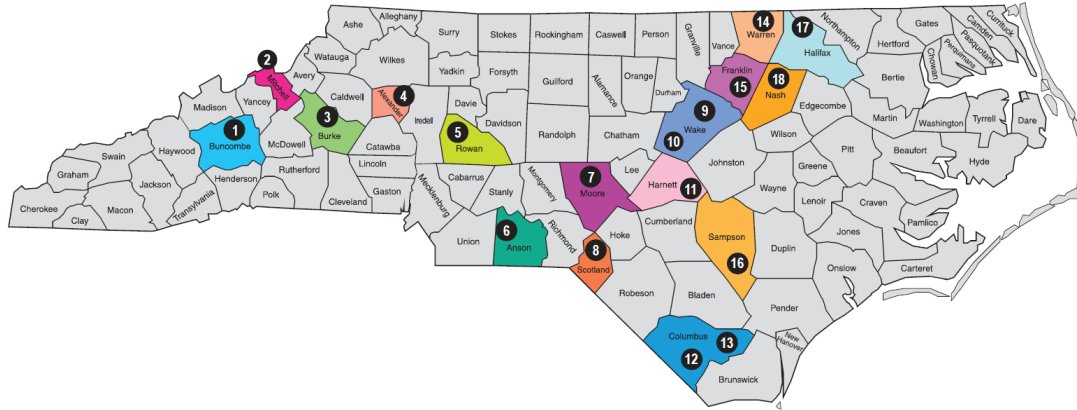 Ashe
Alleghany
Surry
Stokes
Rockingham
Caswell
Person
Granville
Vance
14
Warren
17
Halifax
Northampton
Hertford
Gates
Camden
Currituck
Pasquotank
Perquimans
Chowan
Bertie
2
Mitchell
Avery
Watauga
Wilkes
Yadkin
Forsyth
Guilford
Alamance
Orange
Durham
Franklin
15
18
Nash
Edgecombe
Martin
Washington
Tyrrell
Dare
Madison
Yancey
3
Burke
Caldwell
4
Alexander
Iredell
Davie
Davidson
5
Rowan
Randolph
Chatham
9
Wake
10
Wilson
Pitt
Beaufort
Hyde
1
Buncombe
McDowell
Catawba
Lincoln
Swain
Haywood
Graham
Jackson
Henderson
Rutherford
Cherokee
Clay
Macon
Transylvania
Polk
Cleveland
Gaston
Mecklenburg
Cabarrus
Stanly
Montgomery
7
Moore
Lee
Harnett
11
Johnston
Wayne
Greene
Lenoir
Craven
Pamlico
Jones
Union
6
Anson
Richmond
8
Scotland
Hoke
Cumberland
Sampson
16
Duplin
Onslow
Carteret
Robeson
Bladen
Pender
New
Hanover
Columbus
13
12
Brunswick